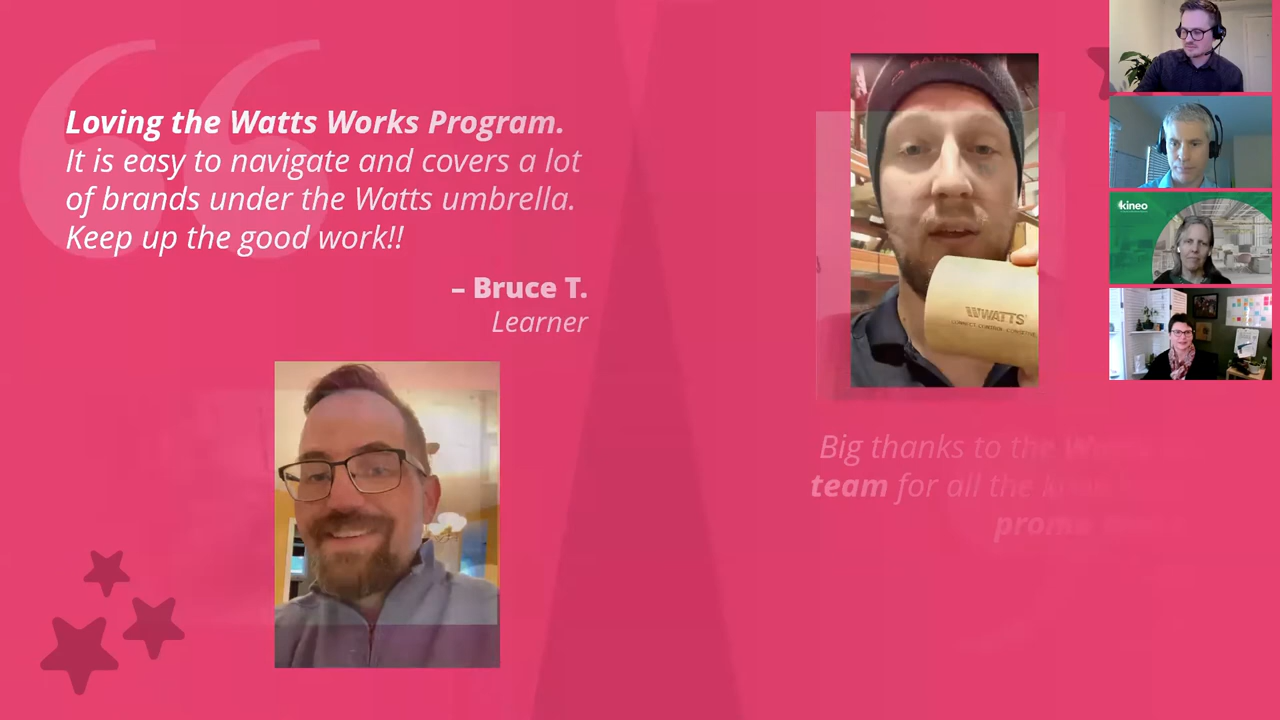 Loving the Watts Works Program.
It is easy to navigate and covers a lot
of brands under the Watts umbrella.
Keep up the good work!!
– Bruce T.
Learner
WATTS
kineo
Big thanks to the
team for all the